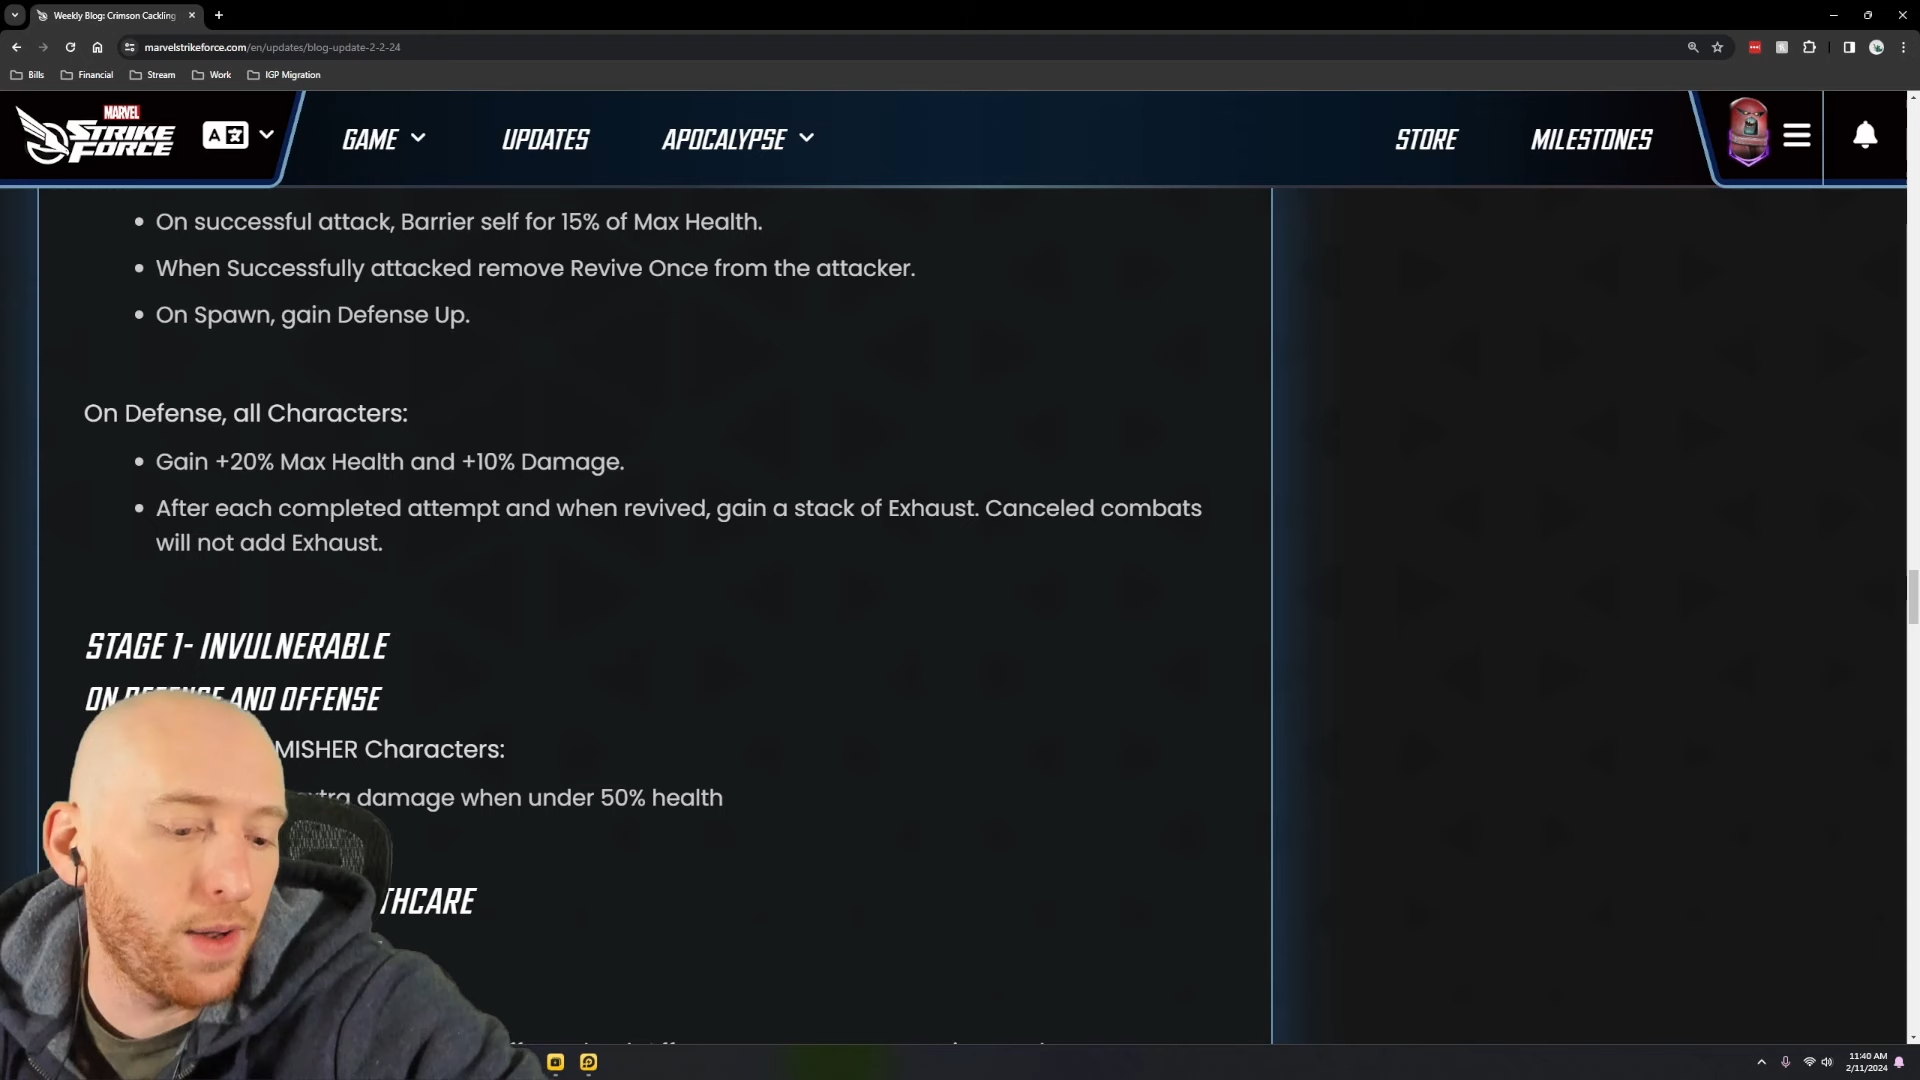 Weekly Blog: Crimson Cackling
marvelstrikeforce.com/en/updates/blog-update-2-2-24
Bills
Financial
Stream
Work
IGP Migration
MARVEL
STRIKE
FORCE
GAME
UPDATES
APOCALYPSE
STORE
MILESTONES
• On successful attack, Barrier self for 15% of Max Health.
• When Successfully attacked remove Revive Once from the attacker.
• On Spawn, gain Defense Up.
On Defense, all Characters:
• Gain +20% Max Health and +10% Damage.
• After each completed attempt and when revived, gain a stack of Exhaust. Canceled combats
will not add Exhaust.
STAGE 1- INVULNERABLE
ON DEFENSE AND OFFENSE
MISHER Characters:
extra damage when under 50% health
THCARE
11:40 AM
2/11/2024